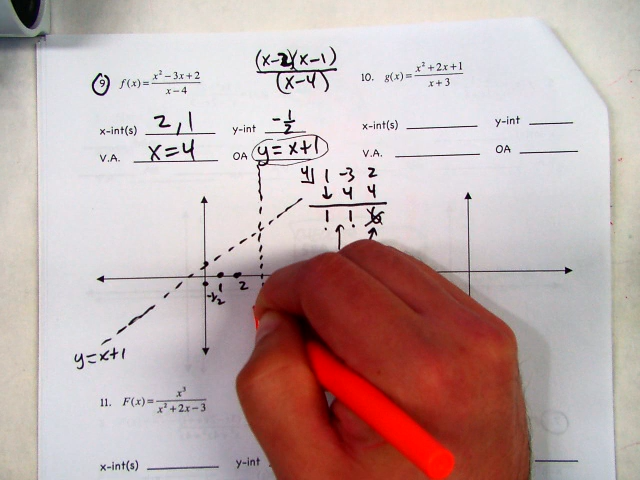 (x-2)(x-1)
(x-4)
9 f(x) = x² - 3x + 2
x - 4
10. g(x) = x² + 2x + 1
x + 3
x-int(s) 2,1 y-int -1/2
x-int(s) y-int
V.A. x=4 OA y=x+1
V.A. OA
4 1 -3 2
↓ 4 4
1 1 6
1 2
-1/2
y=x+1
11. F(x) = x³
x² + 2x - 3
x-int(s) y-int